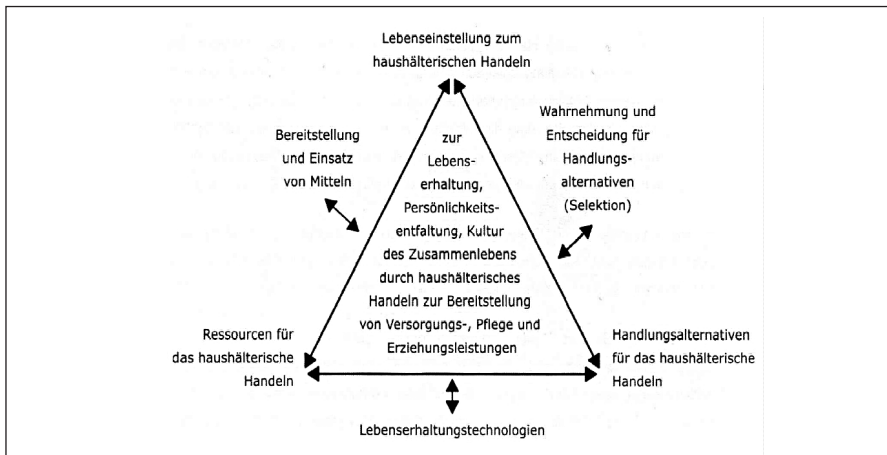 Lebenseinstellung zum
haushälterischen Handeln
Wahrnehmung und
Entscheidung für
Handlungs-
alternativen
(Selektion)
Bereitstellung
und Einsatz
von Mitteln
zur
Lebens-
erhaltung,
Persönlichkeits-
entfaltung, Kultur
des Zusammenlebens
durch haushälterisches
Handeln zur Bereitstellung
von Versorgungs-, Pflege und
Erziehungsleistungen
Ressourcen für
das haushälterische
Handeln
Handlungsalternativen
für das haushälterische
Handeln
Lebenserhaltungstechnologien